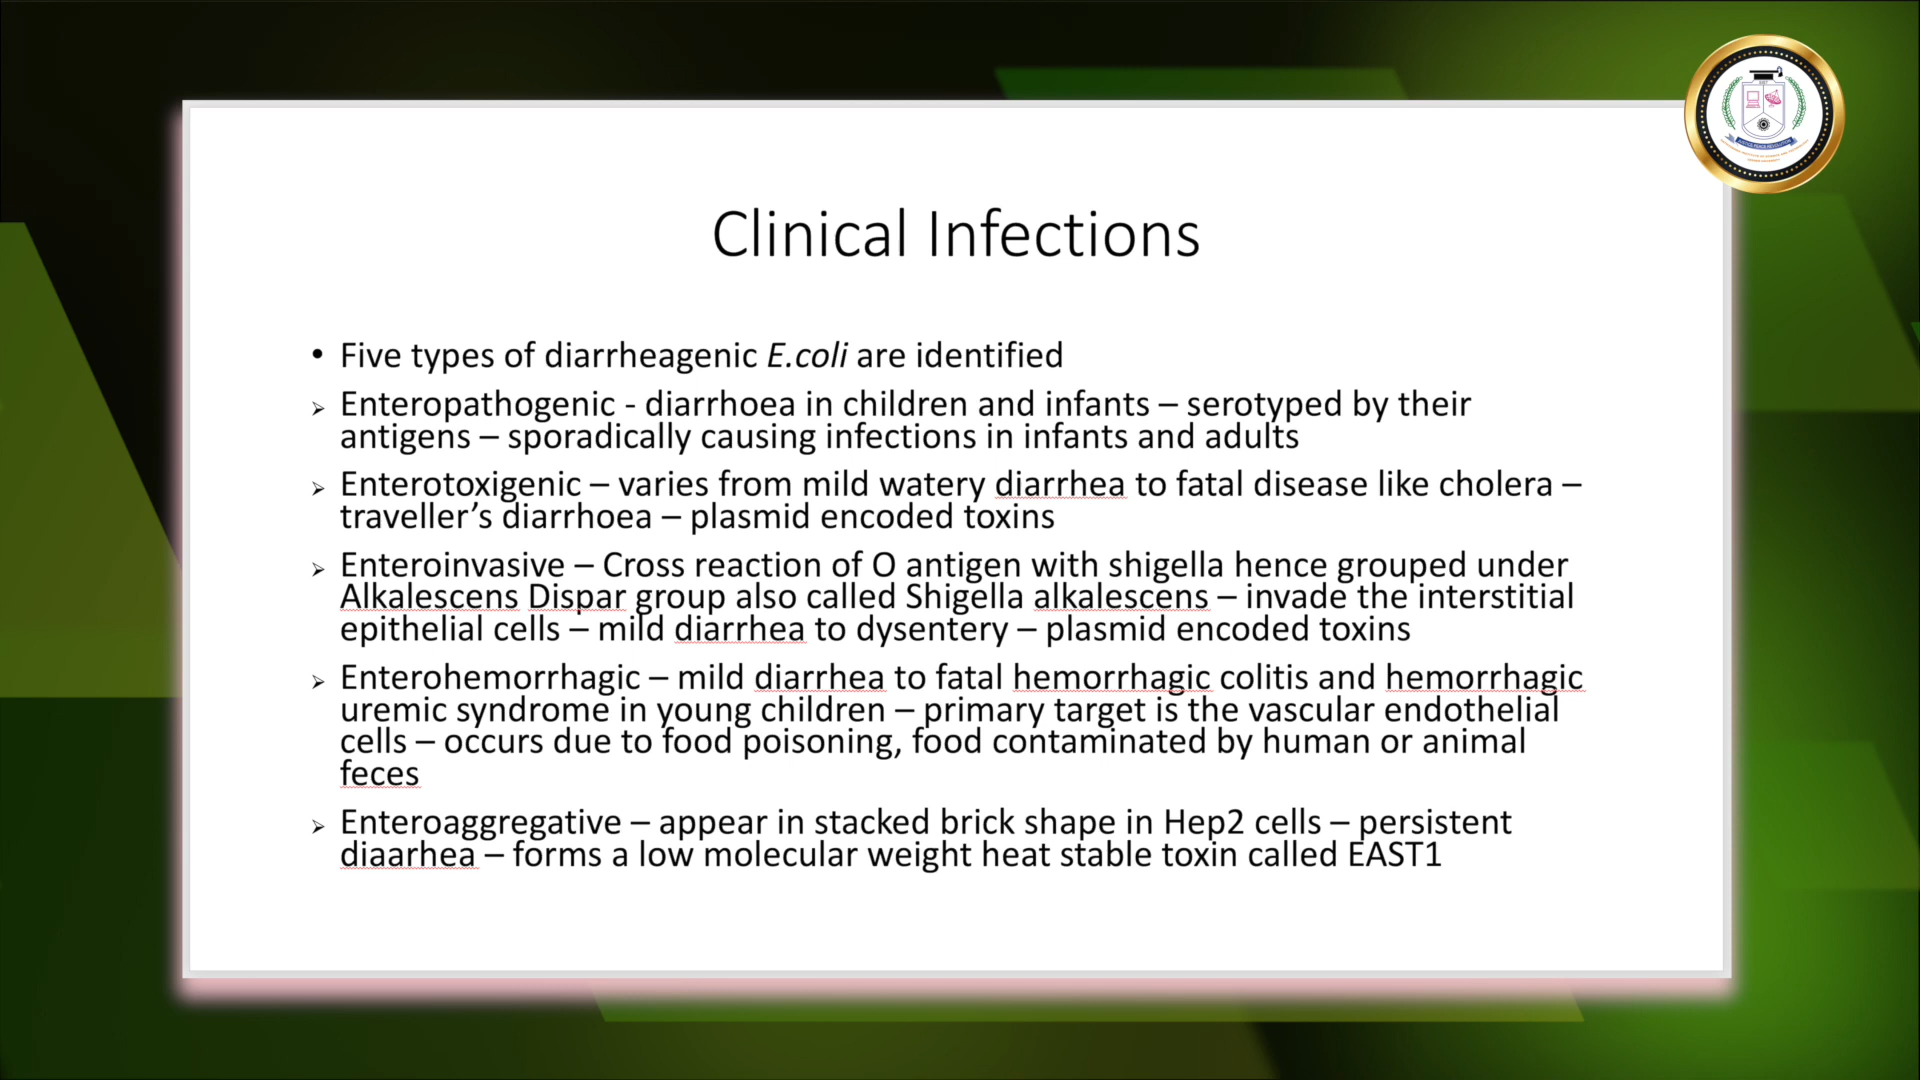 Clinical Infections
• Five types of diarrheagenic E.coli are identified
➢ Enteropathogenic - diarrhoea in children and infants – serotyped by their
antigens – sporadically causing infections in infants and adults
➢ Enterotoxigenic – varies from mild watery diarrhea to fatal disease like cholera –
traveller’s diarrhoea – plasmid encoded toxins
➢ Enteroinvasive – Cross reaction of O antigen with shigella hence grouped under
Alkalescens Dispar group also called Shigella alkalescens – invade the interstitial
epithelial cells – mild diarrhea to dysentery – plasmid encoded toxins
➢ Enterohemorrhagic – mild diarrhea to fatal hemorrhagic colitis and hemorrhagic
uremic syndrome in young children – primary target is the vascular endothelial
cells – occurs due to food poisoning, food contaminated by human or animal
feces
➢ Enteroaggregative – appear in stacked brick shape in Hep2 cells – persistent
diaarhea – forms a low molecular weight heat stable toxin called EAST1